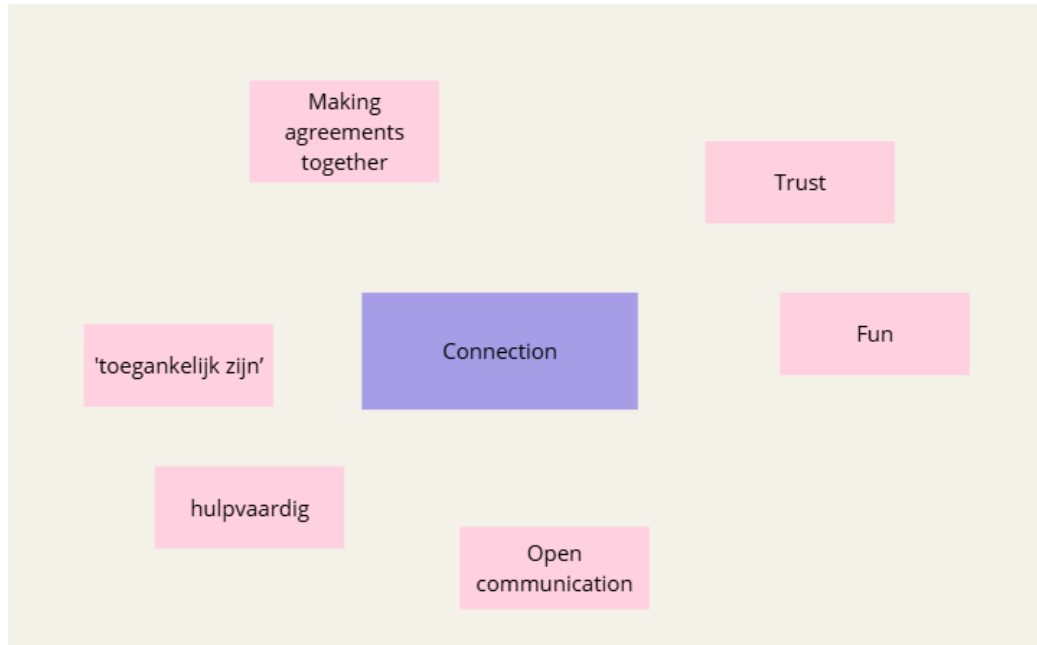 Making
agreements
together
Trust
Connection
Fun
'toegankelijk zijn’
hulpvaardig
Open
communication